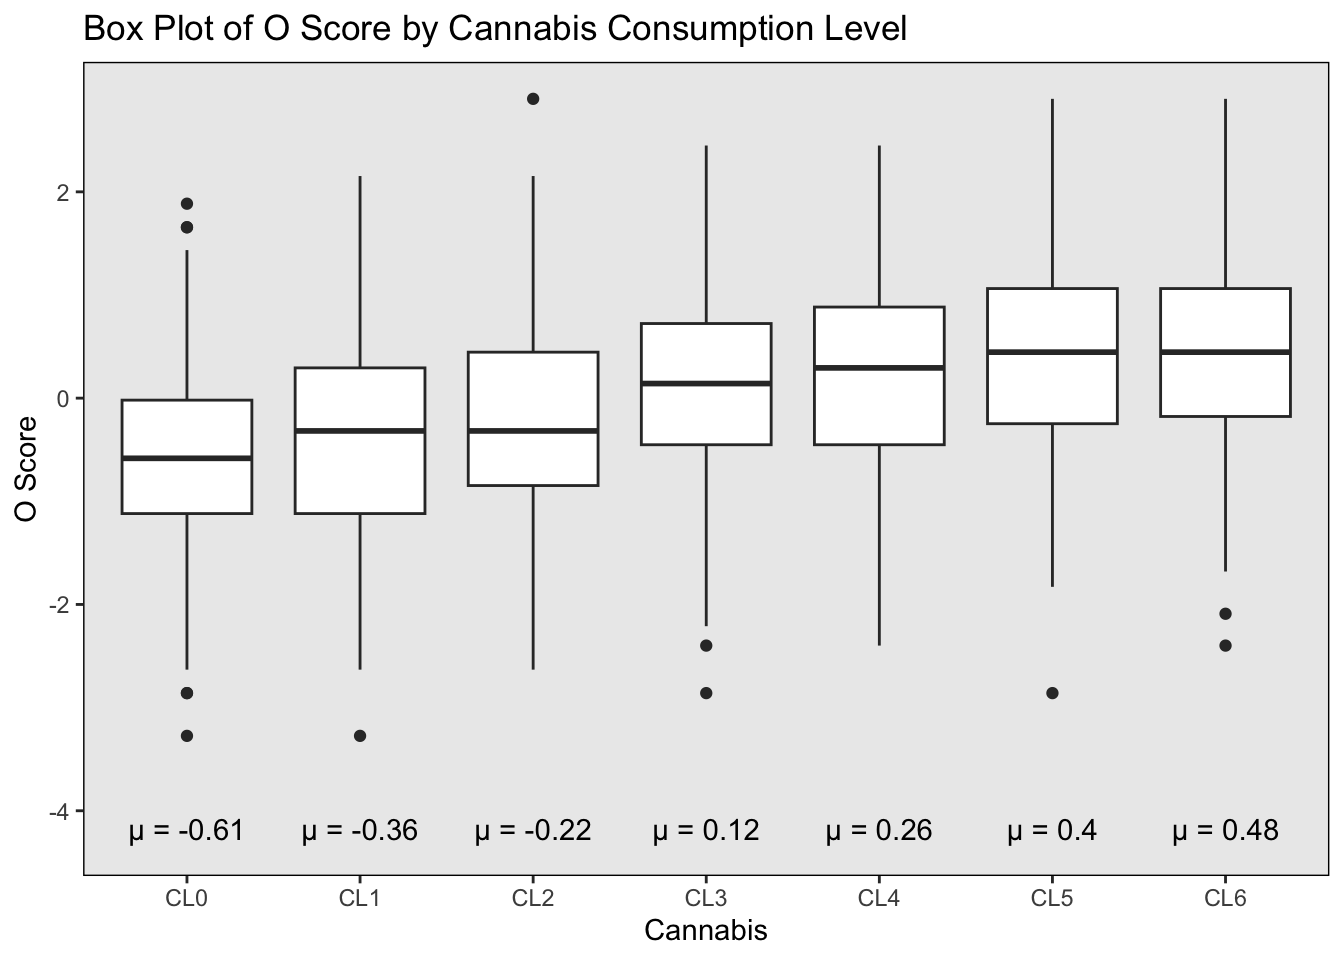 Box Plot of O Score by Cannabis Consumption Level
O Score
2
0
-2
-4
μ = -0.61 μ = -0.36 μ = -0.22 μ = 0.12 μ = 0.26 μ = 0.4 μ = 0.48
CL0 CL1 CL2 CL3 CL4 CL5 CL6
Cannabis